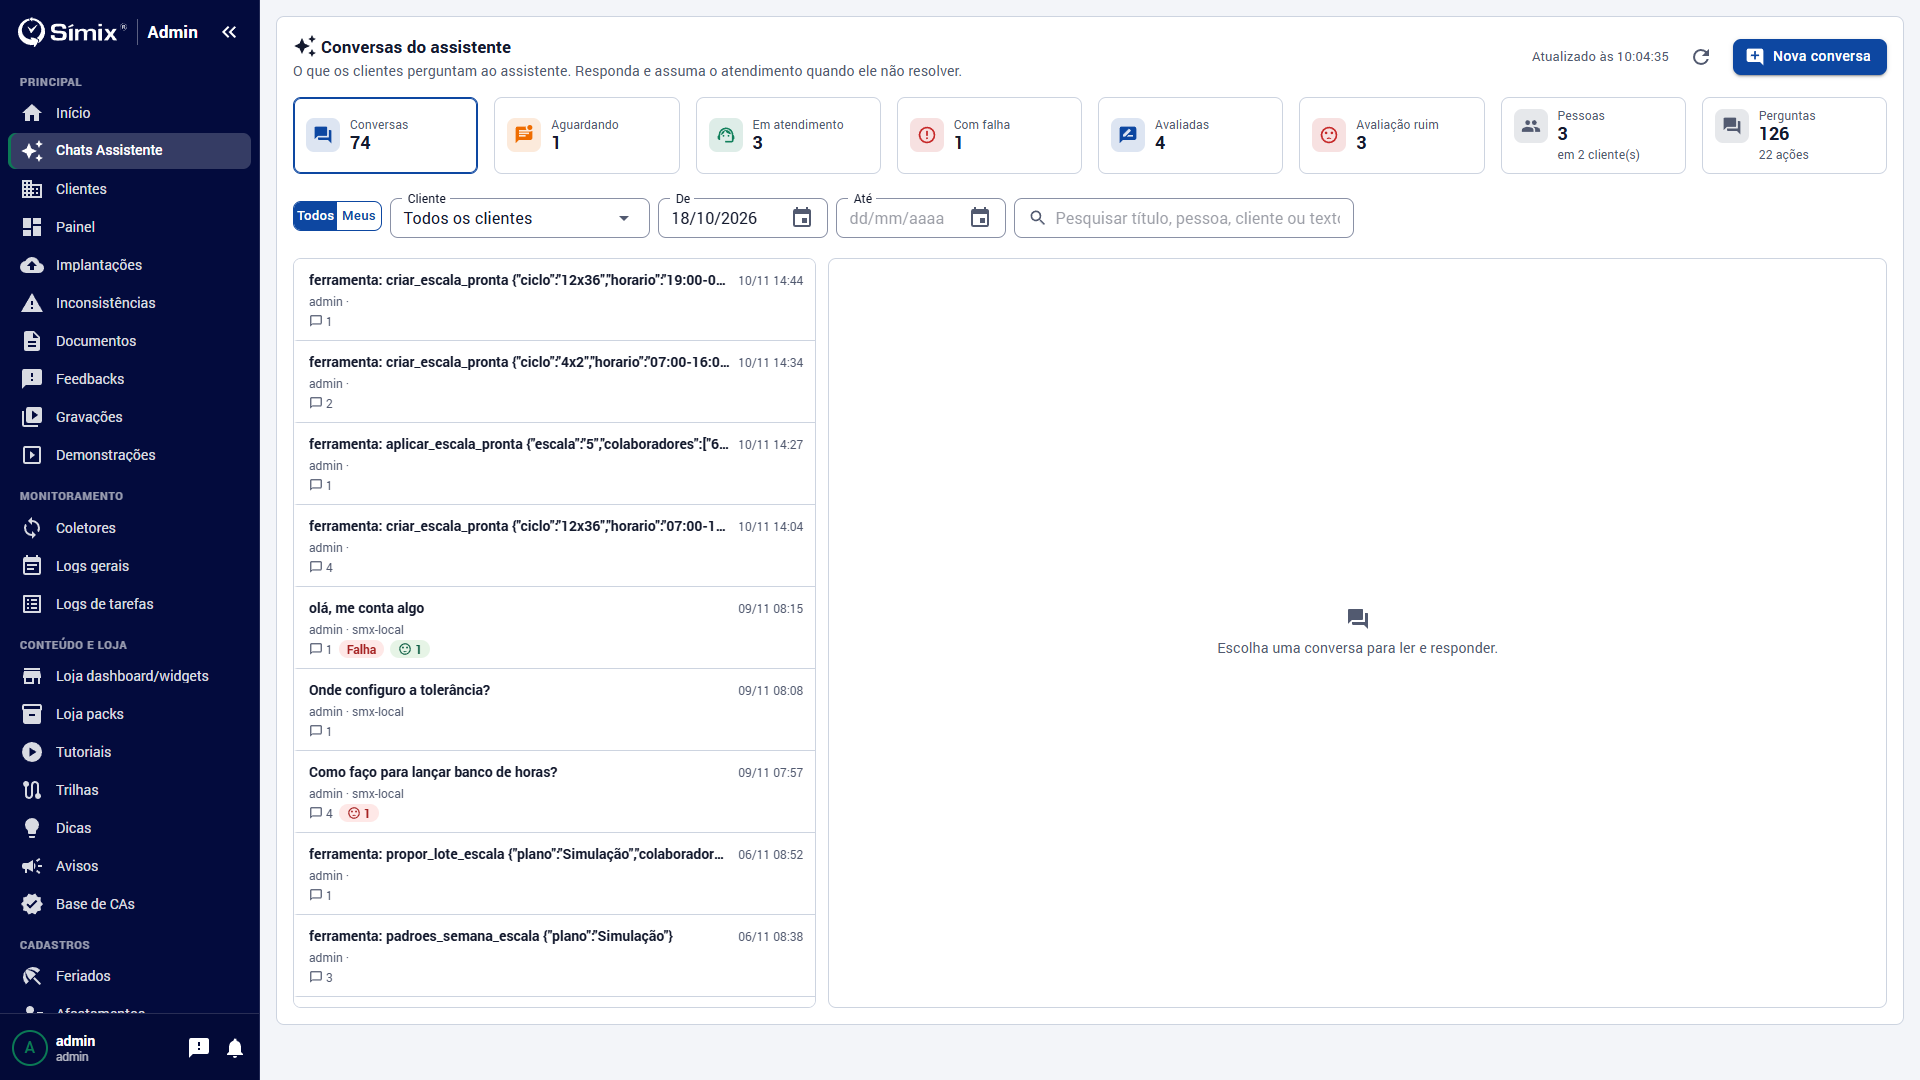 Símix®
Admin
PRINCIPAL
Início
Chats Assistente
Clientes
Painel
Implantações
Inconsistências
Documentos
Feedbacks
Gravações
Demonstrações
MONITORAMENTO
Coletores
Logs gerais
Logs de tarefas
CONTEÚDO E LOJA
Loja dashboard/widgets
Loja packs
Tutoriais
Trilhas
Dicas
Avisos
Base de CAs
CADASTROS
Feriados
Afastamentos
A
admin
admin
Conversas do assistente
O que os clientes perguntam ao assistente. Responda e assuma o atendimento quando ele não resolver.
Atualizado às 10:04:35
Nova conversa
Conversas
74
Aguardando
1
Em atendimento
3
Com falha
1
Avaliadas
4
Avaliação ruim
3
Pessoas
3
em 2 cliente(s)
Perguntas
126
22 ações
Todos
Meus
Cliente
Todos os clientes
De
18/10/2026
Até
dd/mm/aaaa
Pesquisar título, pessoa, cliente ou texto
ferramenta: criar_escala_pronta {"ciclo":"12x36","horario":"19:00-0...
10/11 14:44
admin ·
1
ferramenta: criar_escala_pronta {"ciclo":"4x2","horario":"07:00-16:0...
10/11 14:34
admin ·
2
ferramenta: aplicar_escala_pronta {"escala":"5","colaboradores":["6...
10/11 14:27
admin ·
1
ferramenta: criar_escala_pronta {"ciclo":"12x36","horario":"07:00-1...
10/11 14:04
admin ·
4
olá, me conta algo
09/11 08:15
admin · smx-local
1 Falha 1
Onde configuro a tolerância?
09/11 08:08
admin · smx-local
1
Como faço para lançar banco de horas?
09/11 07:57
admin · smx-local
4 1
ferramenta: propor_lote_escala {"plano":"Simulação","colaborador...
06/11 08:52
admin ·
1
ferramenta: padroes_semana_escala {"plano":"Simulação"}
06/11 08:38
admin ·
3
Escolha uma conversa para ler e responder.